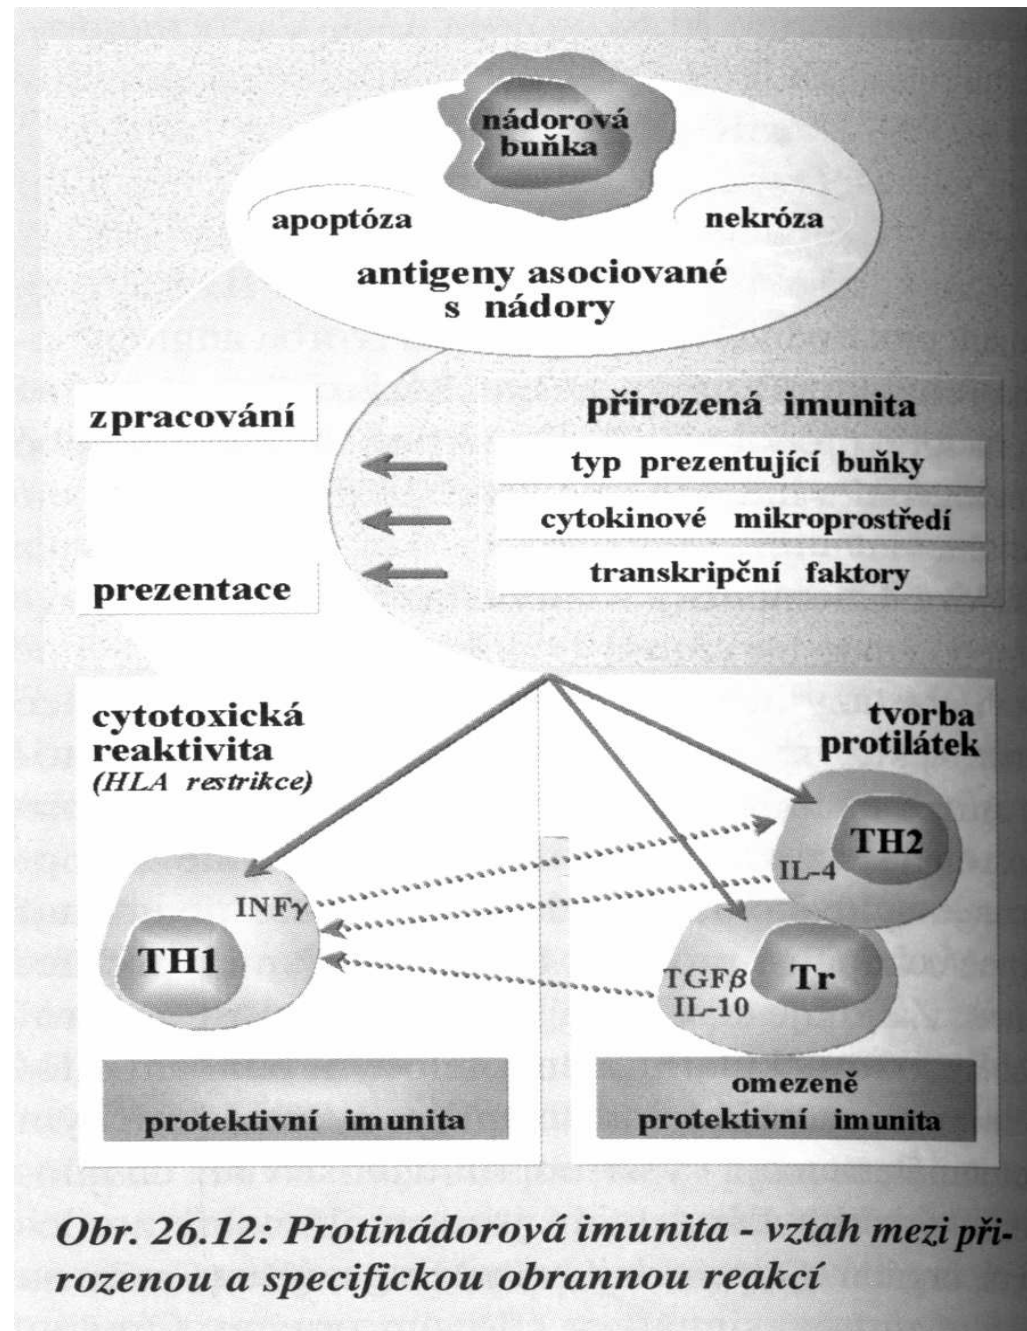 nádorová
buňka
apoptóza
nekróza
antigeny asociované
s nádory
zpracování
přirozená imunita
typ prezentující buňky
cytokinové mikroprostředí
transkripční faktory
prezentace
cytotoxická
reaktivita
(HLA restrikce)
tvorba
protilátek
TH2
IL-4
INFγ
TH1
TGFβ
IL-10
Tr
protektivní imunita
omezeně
protektivní imunita
Obr. 26.12: Protinádorová imunita - vztah mezi při-
rozenou a specifickou obrannou reakcí